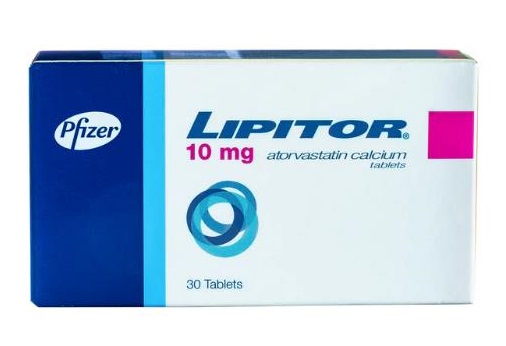 Pfizer
LIPITOR®
10 mg atorvastatin calcium
tablets
30 Tablets